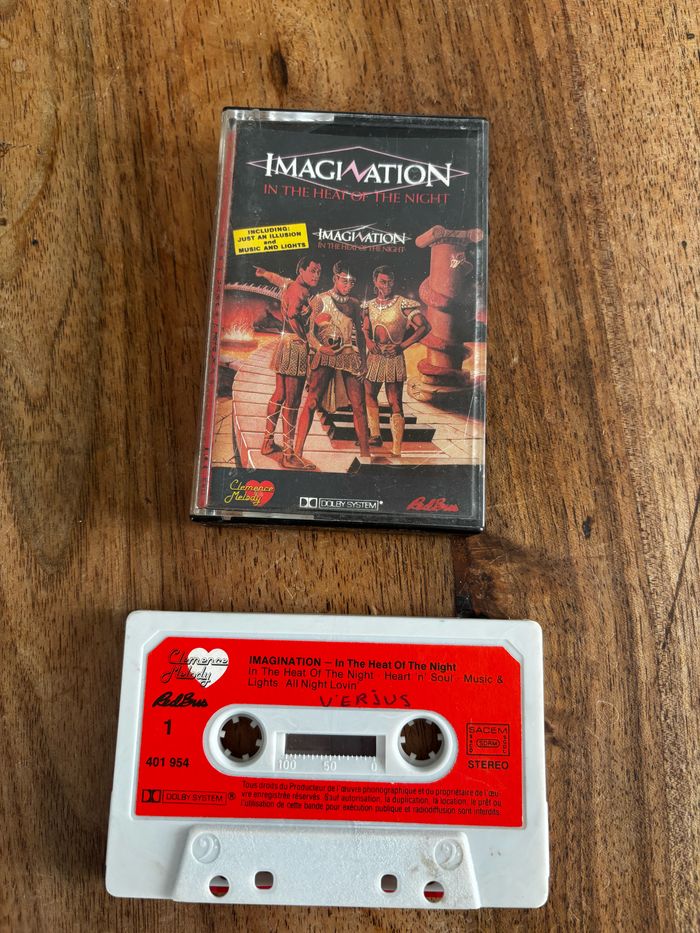 IMAGINATION
IN THE HEAT OF THE NIGHT
INCLUDING:
JUST AN ILLUSION
and
MUSIC AND LIGHTS
IMAGINATION
IN THE HEAT OF THE NIGHT
Clemence
Melody
DOLBY SYSTEM
Red Bus
Clemence
Melody
IMAGINATION – In The Heat Of The Night
In The Heat Of The Night Heart 'n' Soul Music &
Lights All Night Lovin'
VERJUS
Red Bus
1
401 954
100 50 0
SACEM
SDRM
STEREO
DOLBY SYSTEM ®
Tous droits du Producteur de l'œuvre phonographique et du propriétaire de l'œu-
vre enregistrée réservés. Sauf autorisation, la duplication, la location, le prêt ou
l'utilisation de cette bande pour exécution publique et radiodiffusion sont interdits.